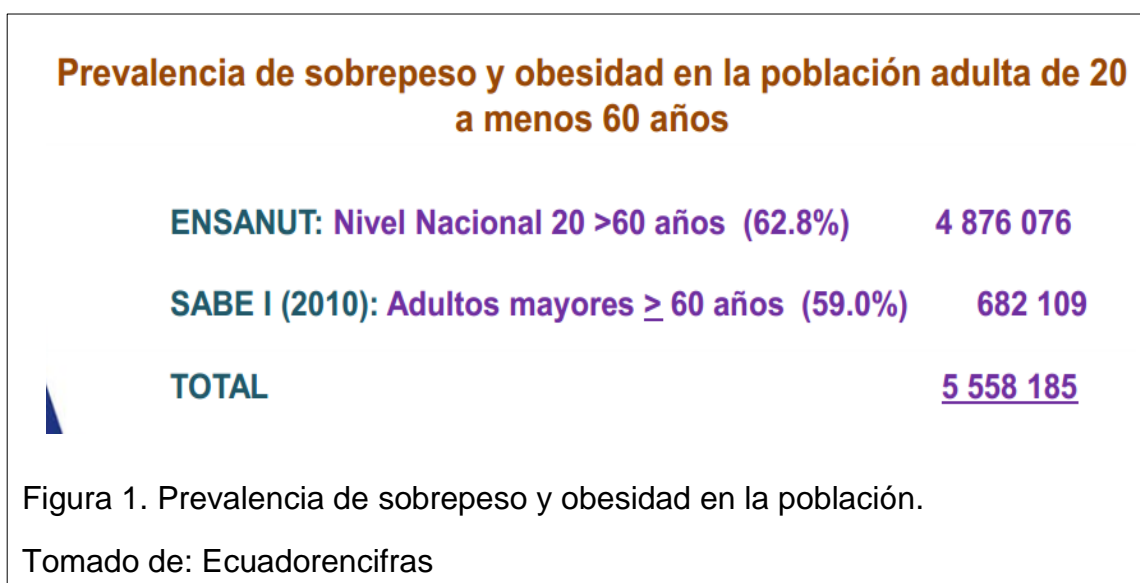 Prevalencia de sobrepeso y obesidad en la población adulta de 20
a menos 60 años
ENSANUT: Nivel Nacional 20 >60 años (62.8%) 4 876 076
SABE I (2010): Adultos mayores ≥ 60 años (59.0%) 682 109
TOTAL 5 558 185
Figura 1. Prevalencia de sobrepeso y obesidad en la población.
Tomado de: Ecuadorencifras